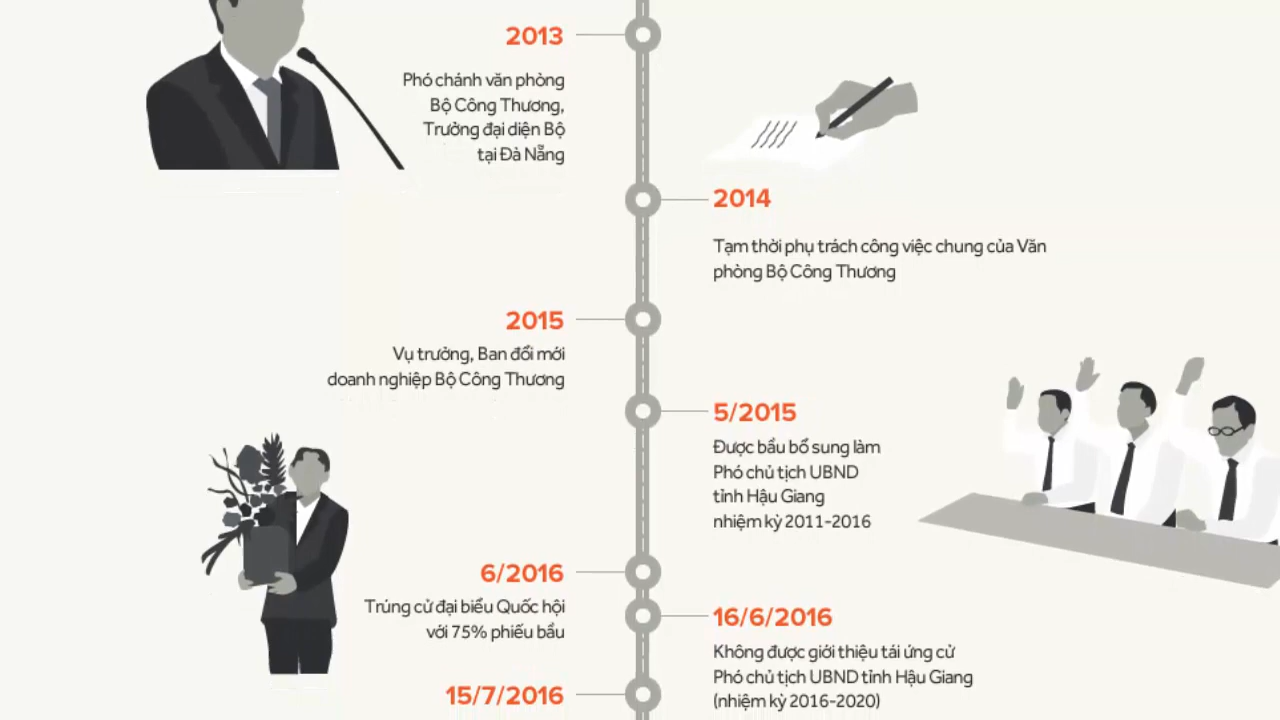 2013
Phó chánh văn phòng
Bộ Công Thương,
Trưởng đại diện Bộ
tại Đà Nẵng
2014
Tạm thời phụ trách công việc chung của Văn
phòng Bộ Công Thương
2015
Vụ trưởng, Ban đổi mới
doanh nghiệp Bộ Công Thương
5/2015
Được bầu bổ sung làm
Phó chủ tịch UBND
tỉnh Hậu Giang
nhiệm kỳ 2011-2016
6/2016
Trúng cử đại biểu Quốc hội
với 75% phiếu bầu
16/6/2016
Không được giới thiệu tái ứng cử
Phó chủ tịch UBND tỉnh Hậu Giang
(nhiệm kỳ 2016-2020)
15/7/2016